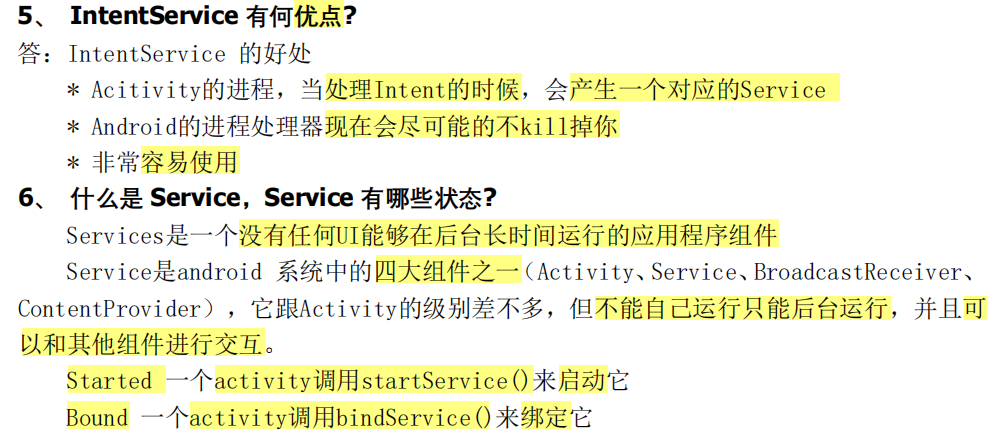 5、 IntentService 有何优点?
答：IntentService 的好处
* Acitivity的进程，当处理Intent的时候，会产生一个对应的Service
* Android的进程处理器现在会尽可能的不kill掉你
* 非常容易使用
6、 什么是 Service，Service 有哪些状态?
Services是一个没有任何UI能够在后台长时间运行的应用程序组件
Service是android 系统中的四大组件之一（Activity、Service、BroadcastReceiver、
ContentProvider），它跟Activity的级别差不多，但不能自己运行只能后台运行，并且可
以和其他组件进行交互。
Started 一个activity调用startService()来启动它
Bound 一个activity调用bindService()来绑定它